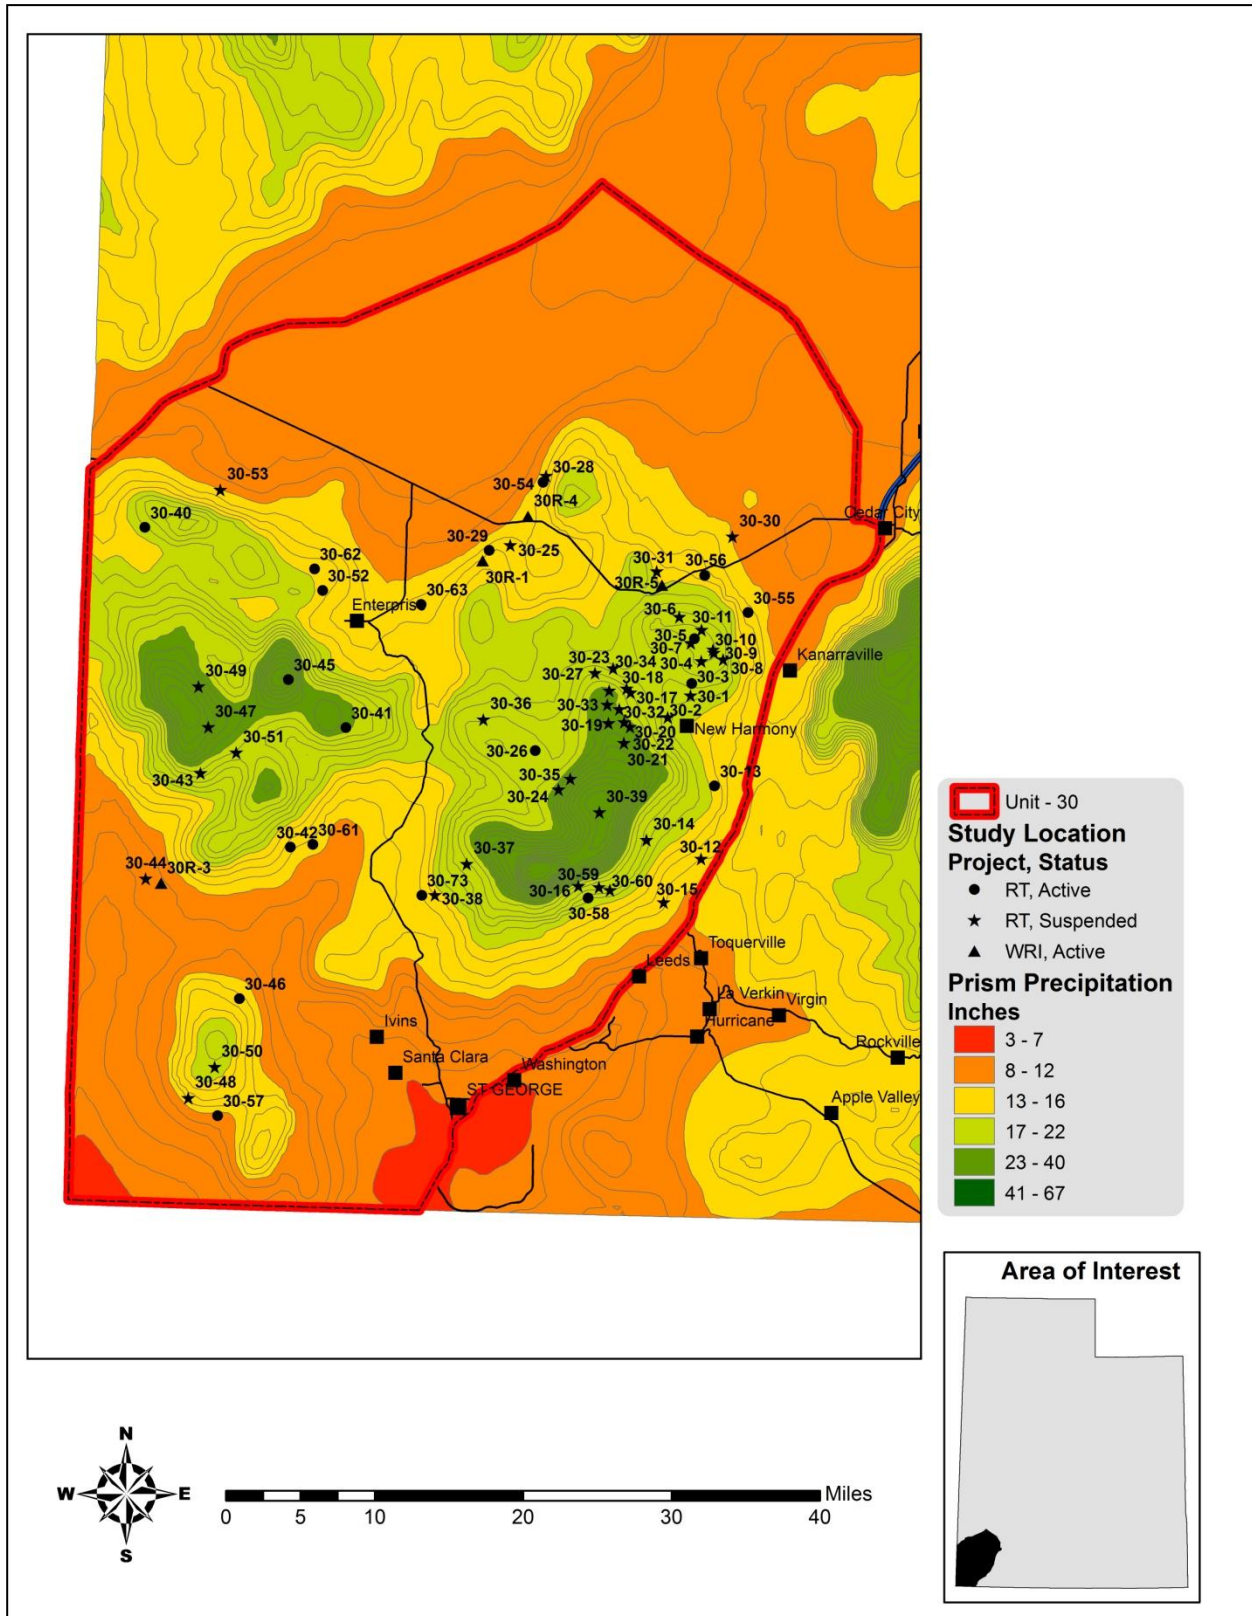 30-53
30-28
30-54
30R-4
30-40
30-30
Cedar City
30-29
30-25
30-62
30-31
30-56
30-52
30R-1
30R-5
30-63
30-55
Enterprise
30-6
30-11
30-5
30-10
30-7
30-9
30-23
30-34
30-4
30-8
Kanarraville
30-27
30-18
30-3
30-49
30-45
30-17
30-1
30-33
30-32
30-2
30-36
30-47
30-41
30-19
30-20
New Harmony
30-26
30-22
30-51
30-21
30-43
30-35
30-13
30-24
30-39
30-42
30-61
30-14
30-12
30-37
30-44
30R-3
30-73
30-59
30-60
30-16
30-38
30-15
30-58
Toquerville
Leeds
30-46
La Verkin
Virgin
Ivins
Hurricane
Rockville
30-50
Santa Clara
Washington
30-48
ST GEORGE
30-57
Apple Valley
Unit - 30
Study Location
Project, Status
RT, Active
RT, Suspended
WRI, Active
Prism Precipitation
Inches
3 - 7
8 - 12
13 - 16
17 - 22
23 - 40
41 - 67
Area of Interest
N
W
E
S
Miles
0
5
10
20
30
40